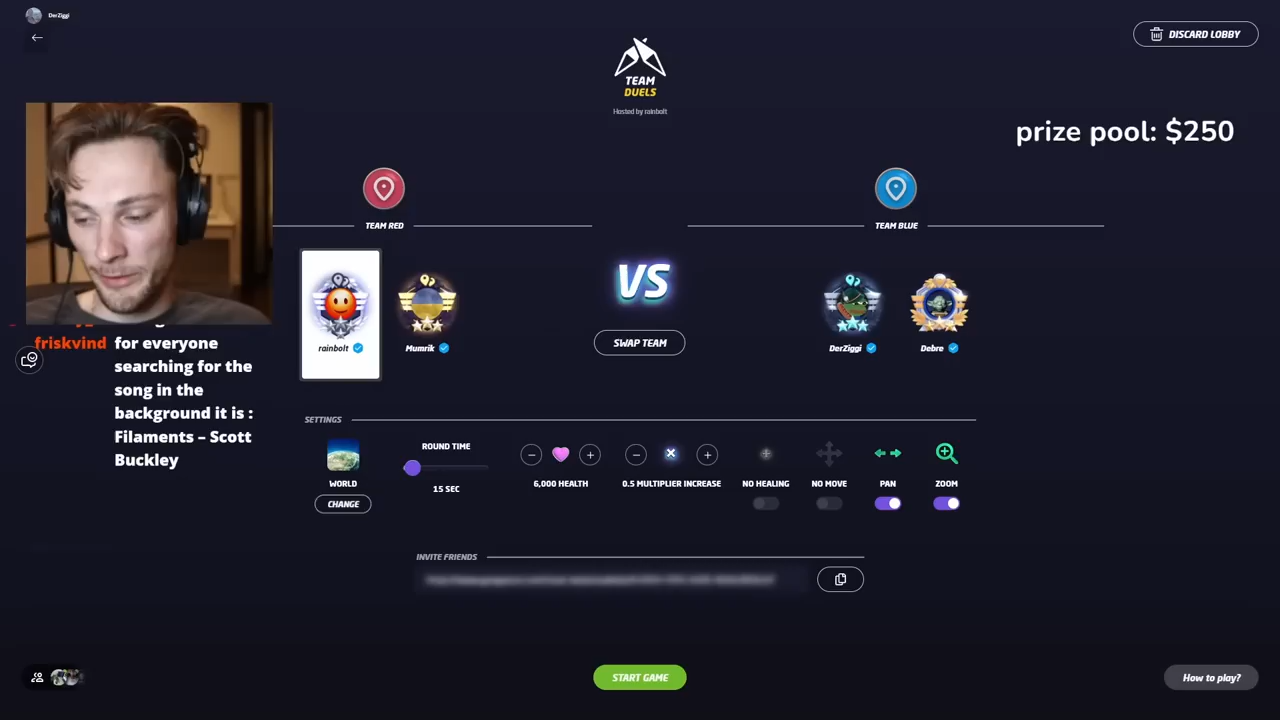 DerZiggi
DISCARD LOBBY
TEAM
DUELS
Hosted by rainbolt
prize pool: $250
TEAM RED
TEAM BLUE
VS
SWAP TEAM
rainbolt
Mumrik
DerZiggi
Debre
friskvind
for everyone
searching for the
song in the
background it is :
Filaments – Scott
Buckley
SETTINGS
WORLD
CHANGE
ROUND TIME
15 SEC
6,000 HEALTH
0.5 MULTIPLIER INCREASE
NO HEALING
NO MOVE
PAN
ZOOM
INVITE FRIENDS
START GAME
How to play?